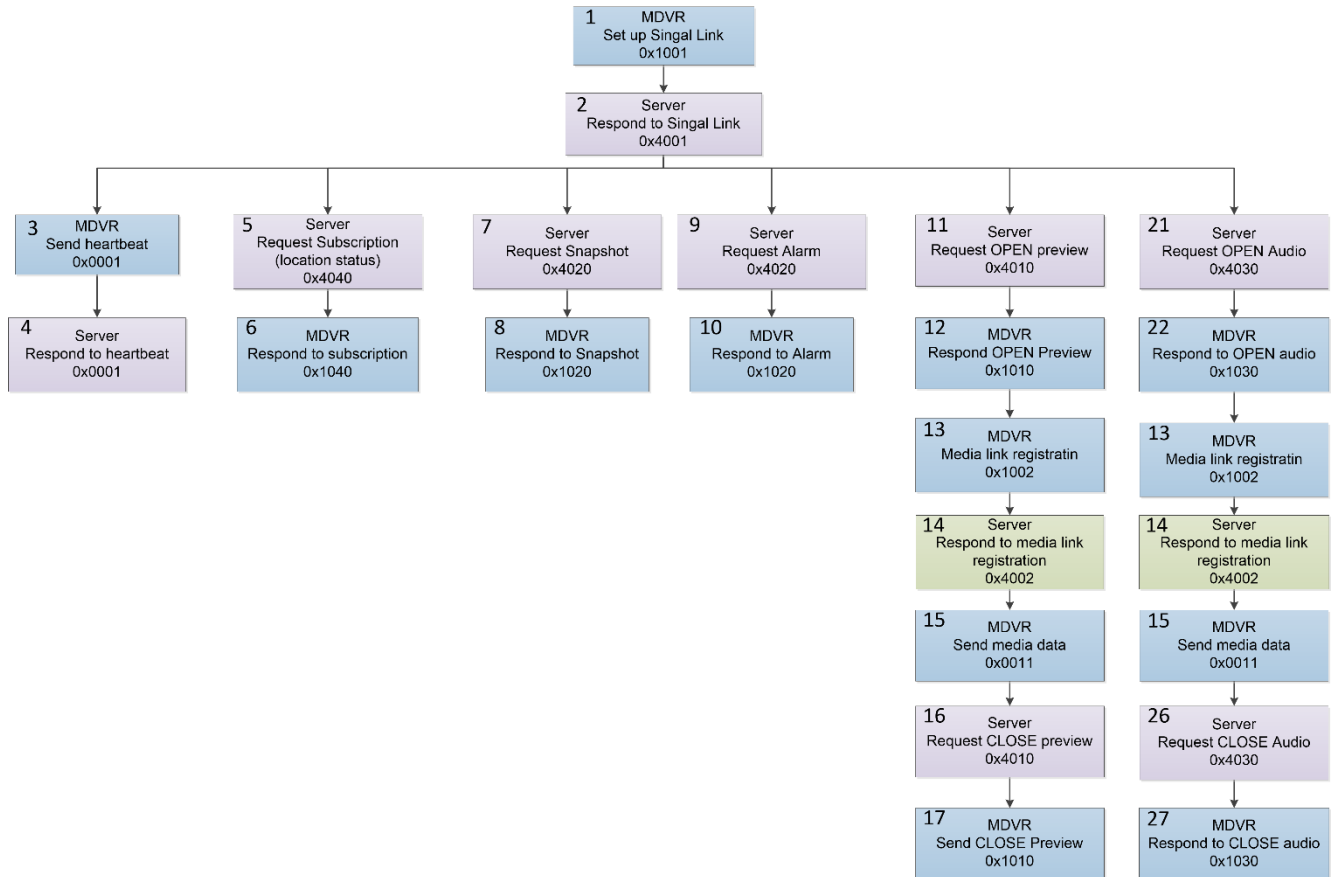 1
MDVR
Set up Singal Link
0x1001
2
Server
Respond to Singal Link
0x4001
3
MDVR
Send heartbeat
0x0001
4
Server
Respond to heartbeat
0x0001
5
Server
Request Subscription
(location status)
0x4040
6
MDVR
Respond to subscription
0x1040
7
Server
Request Snapshot
0x4020
8
MDVR
Respond to Snapshot
0x1020
9
Server
Request Alarm
0x4020
10
MDVR
Respond to Alarm
0x1020
11
Server
Request OPEN preview
0x4010
12
MDVR
Respond OPEN Preview
0x1010
13
MDVR
Media link registratin
0x1002
14
Server
Respond to media link
registration
0x4002
15
MDVR
Send media data
0x0011
16
Server
Request CLOSE preview
0x4010
17
MDVR
Send CLOSE Preview
0x1010
21
Server
Request OPEN Audio
0x4030
22
MDVR
Respond to OPEN audio
0x1030
13
MDVR
Media link registratin
0x1002
14
Server
Respond to media link
registration
0x4002
15
MDVR
Send media data
0x0011
26
Server
Request CLOSE Audio
0x4030
27
MDVR
Respond to CLOSE audio
0x1030